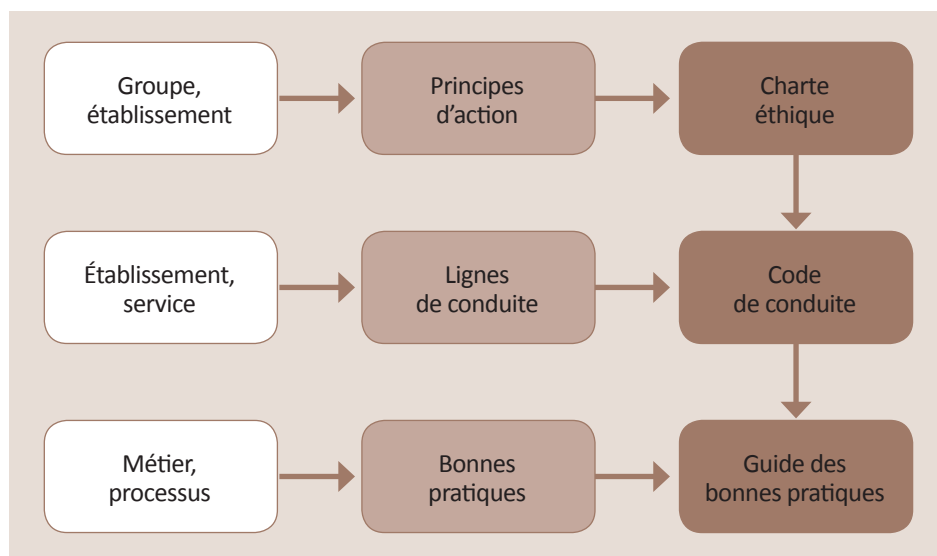 Groupe,
établissement
Principes
d’action
Charte
éthique
Établissement,
service
Lignes
de conduite
Code
de conduite
Métier,
processus
Bonnes
pratiques
Guide des
bonnes pratiques